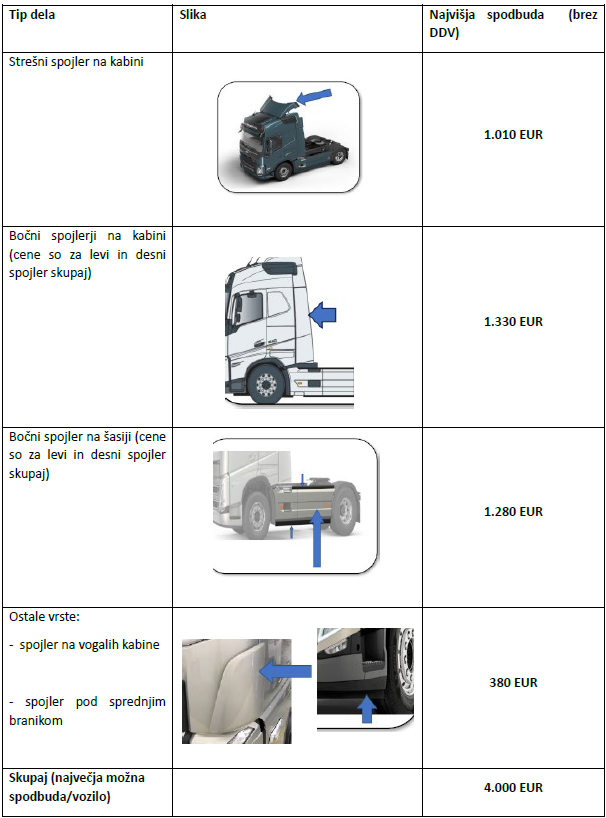 Tip dela
Slika
Najvišja spodbuda (brez
DDV)
Strešni spojler na kabini
1.010 EUR
Bočni spojlerji na kabini
(cene so za levi in desni
spojler skupaj)
1.330 EUR
Bočni spojler na šasiji (cene
so za levi in desni spojler
skupaj)
1.280 EUR
Ostale vrste:
- spojler na vogalih kabine
- spojler pod sprednjim
branikom
380 EUR
Skupaj (največja možna
spodbuda/vozilo)
4.000 EUR